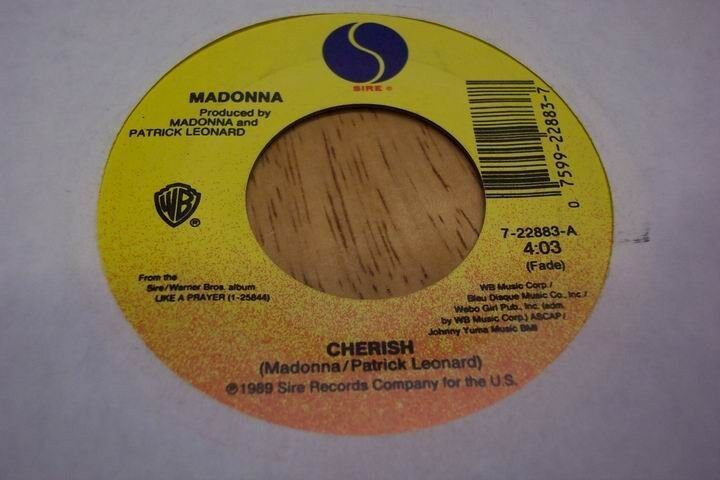 SIRE ®
MADONNA
Produced by
MADONNA and
PATRICK LEONARD
WB ®
0 7599-22883-7
7-22883-A
4:03
(Fade)
From the
Sire/Warner Bros. album
LIKE A PRAYER (1-25844)
WB Music Corp./
Bleu Disque Music Co., Inc./
Webo Girl Pub., Inc. (adm.
by WB Music Corp.) ASCAP/
Johnny Yuma Music BMI
CHERISH
(Madonna/Patrick Leonard)
℗1989 Sire Records Company for the U.S.